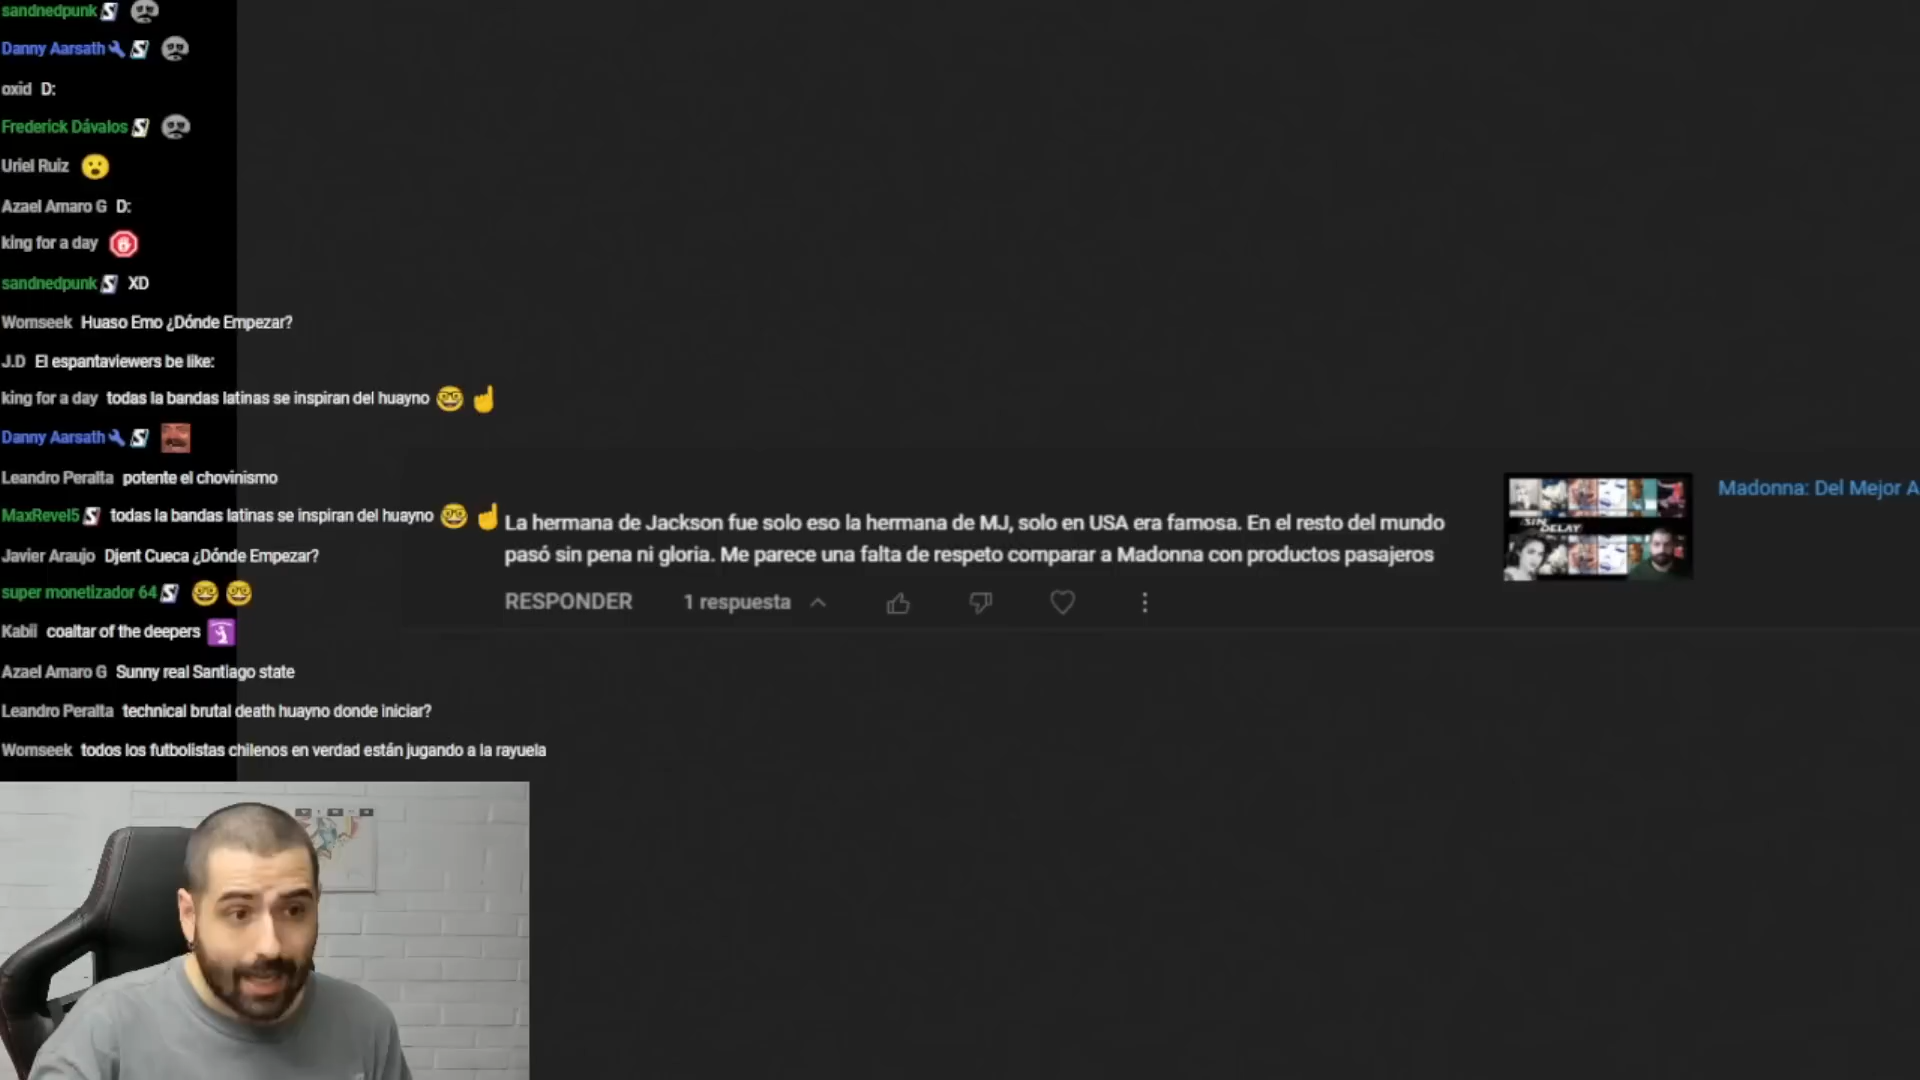 sandnedpunk
Danny Aarsath
oxid D:
Frederick Dávalos
Uriel Ruiz
Azael Amaro G D:
king for a day
sandnedpunk XD
Womseek Huaso Emo ¿Dónde Empezar?
J.D El espantaviewers be like:
king for a day todas la bandas latinas se inspiran del huayno
Danny Aarsath
Leandro Peralta potente el chovinismo
MaxRevel5 todas la bandas latinas se inspiran del huayno
Javier Araujo Djent Cueca ¿Dónde Empezar?
super monetizador 64
Kabii coaltar of the deepers
Azael Amaro G Sunny real Santiago state
Leandro Peralta technical brutal death huayno donde iniciar?
Womseek todos los futbolistas chilenos en verdad están jugando a la rayuela
La hermana de Jackson fue solo eso la hermana de MJ, solo en USA era famosa. En el resto del mundo
pasó sin pena ni gloria. Me parece una falta de respeto comparar a Madonna con productos pasajeros
RESPONDER 1 respuesta
SIN DELAY
Madonna: Del Mejor A